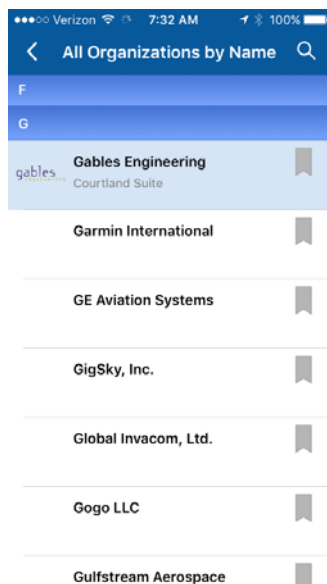 Verizon 7:32 AM 100%
All Organizations by Name
F
G
gables
Gables Engineering
Courtland Suite
Garmin International
GE Aviation Systems
GigSky, Inc.
Global Invacom, Ltd.
Gogo LLC
Gulfstream Aerospace